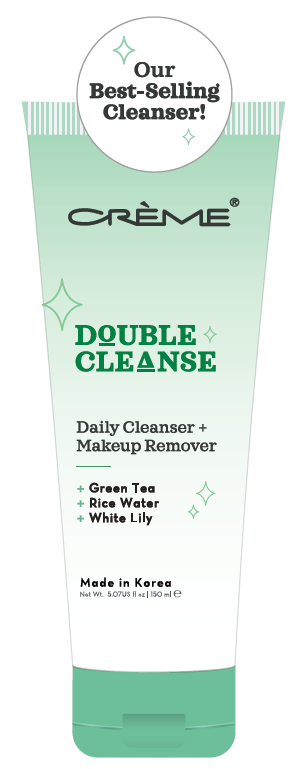 Our
Best-Selling
Cleanser!
CRÈME®
DOUBLE
CLEANSE
Daily Cleanser +
Makeup Remover
+ Green Tea
+ Rice Water
+ White Lily
Made in Korea
Net Wt. 5.07US fl oz | 150 ml ℮